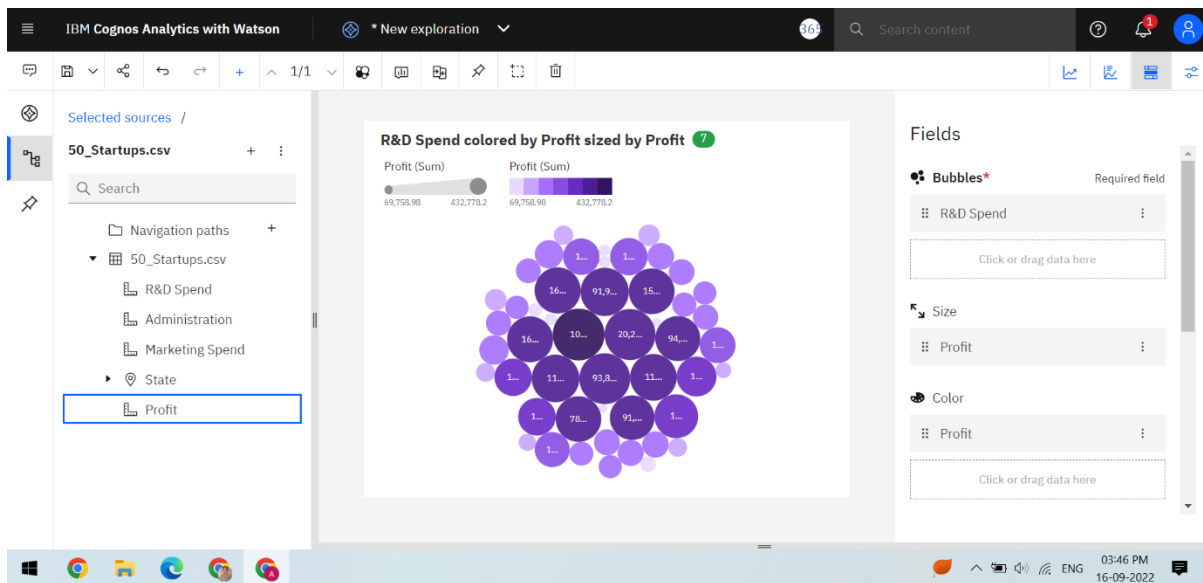 IBM Cognos Analytics with Watson
* New exploration
365
Search content
1
1/1
Selected sources /
50_Startups.csv
Search
Navigation paths
50_Startups.csv
R&D Spend
Administration
Marketing Spend
State
Profit
R&D Spend colored by Profit sized by Profit 7
Profit (Sum) Profit (Sum)
69,758.98 432,778.2 69,758.98 432,778.2
1... 1...
16... 91,9... 15...
16... 10... 20,2... 94,... 1...
1... 11... 93,8... 11... 1...
1... 78... 91,... 1...
1...
Fields
Bubbles* Required field
R&D Spend
Click or drag data here
Size
Profit
Color
Profit
Click or drag data here
ENG
03:46 PM
16-09-2022